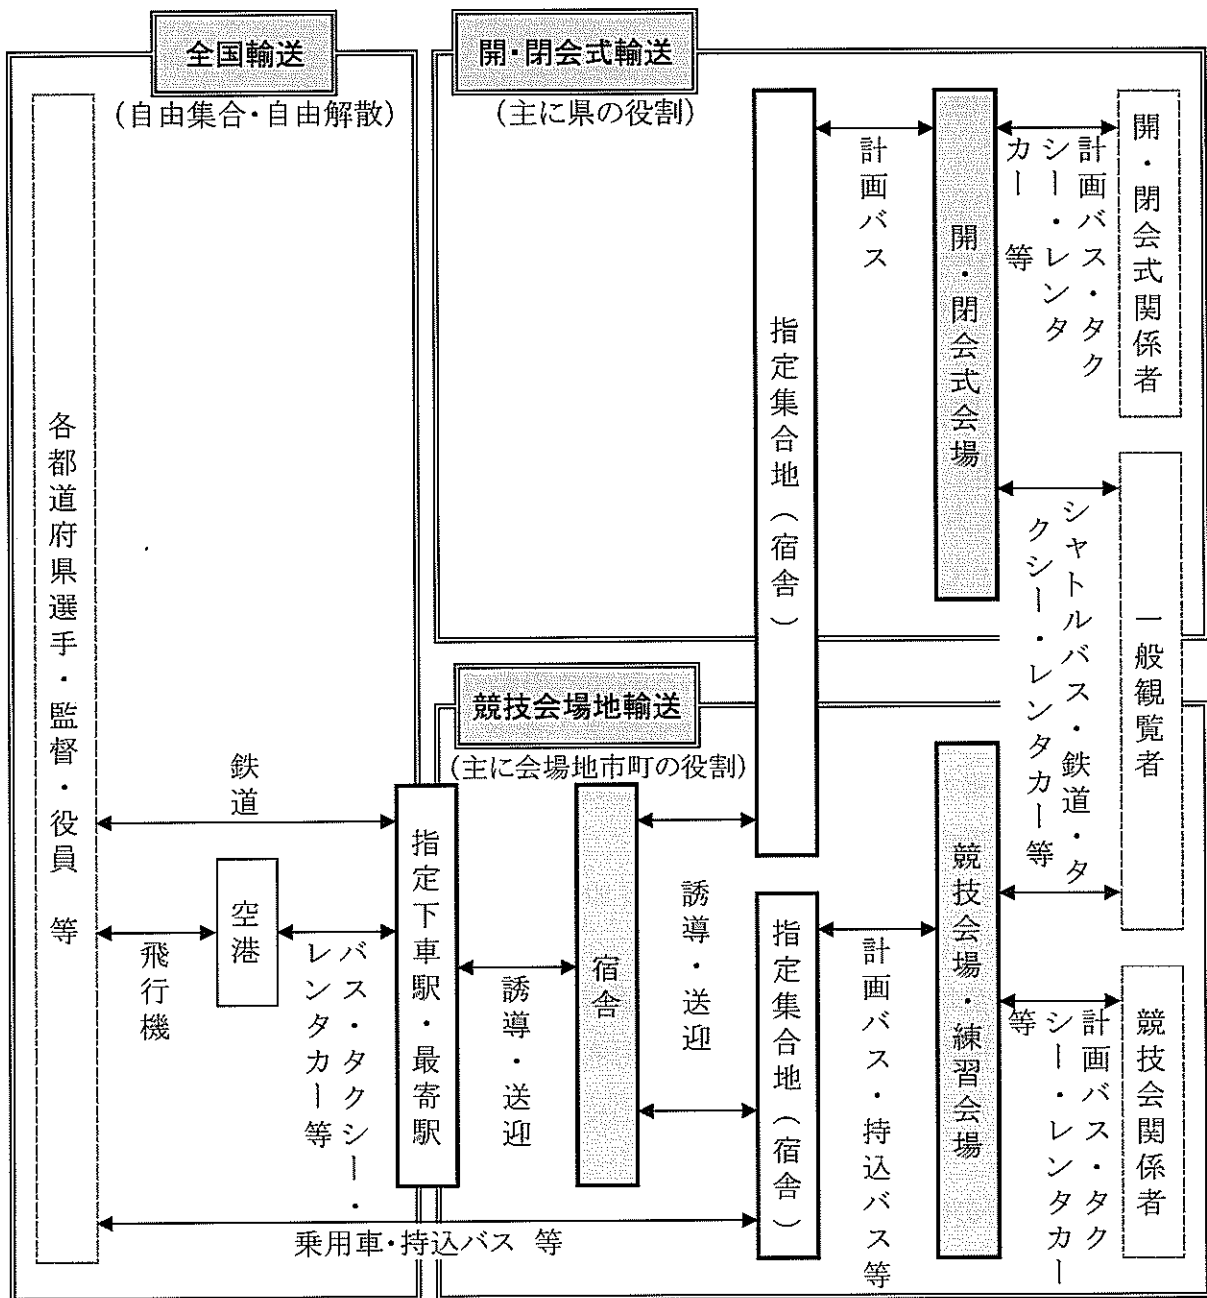 全国輸送
(自由集合・自由解散)
各都道府県選手・監督・役員 等
鉄道
飛行機
空港
バス・タクシー・
レンタカー等
指定下車駅・最寄駅
乗用車・持込バス 等
開・閉会式輸送
(主に県の役割)
指定集合地(宿舎)
計画バス
開・閉会式会場
計画バス・タク
シー・レンタ
カー 等
開・閉会式関係者
シャトルバス・鉄道・タ
クシー・レンタカー等
一般観覧者
競技会場地輸送
(主に会場地市町の役割)
誘導・送迎
宿舎
誘導・送迎
指定集合地(宿舎)
計画バス・持込バス等
競技会場・練習会場
計画バス・タク
シー・レンタカー
等
競技会関係者